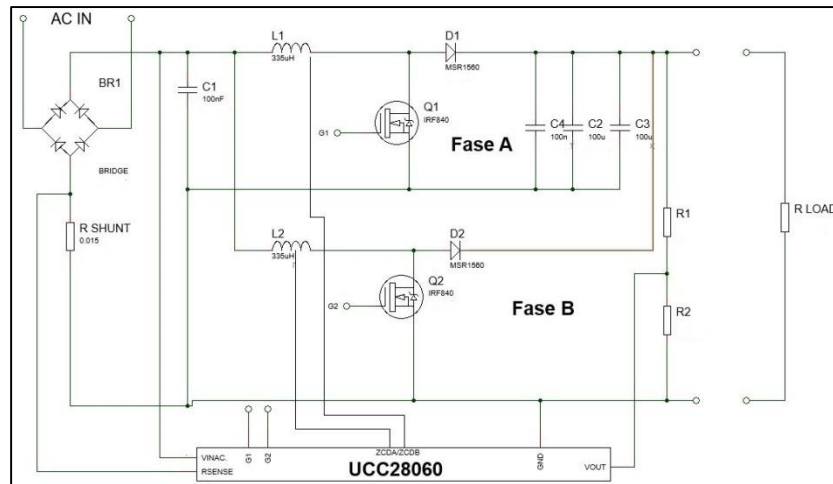 AC IN
BR1
BRIDGE
R SHUNT
0.015
C1
100nF
L1
335uH
D1
MSR1560
G1
Q1
IRF840
Fase A
C4
100n
C2
100u
C3
100u
R1
R LOAD
L2
335uH
D2
MSR1560
G2
Q2
IRF840
Fase B
R2
G1
G2
ZCDA/ZCDB
GND
VINAC.
RSENSE
VOUT
UCC28060